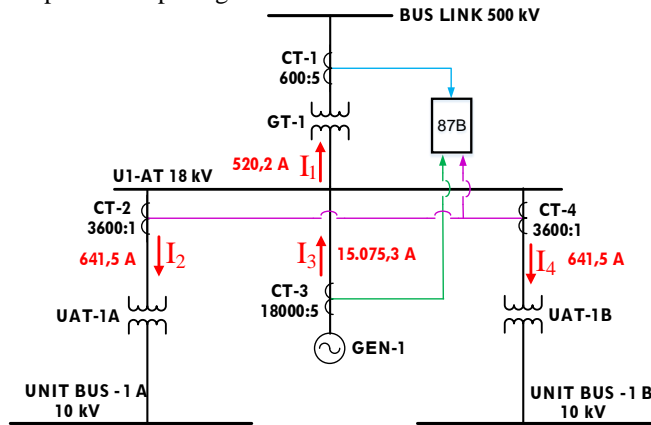 BUS LINK 500 kV
CT-1
600:5
87B
GT-1
520,2 A
I1
U1-AT 18 kV
CT-2
3600:1
CT-4
3600:1
641,5 A
I2
I3
15.075,3 A
I4
641,5 A
CT-3
18000:5
UAT-1A
UAT-1B
GEN-1
UNIT BUS -1 A
10 kV
UNIT BUS -1 B
10 kV